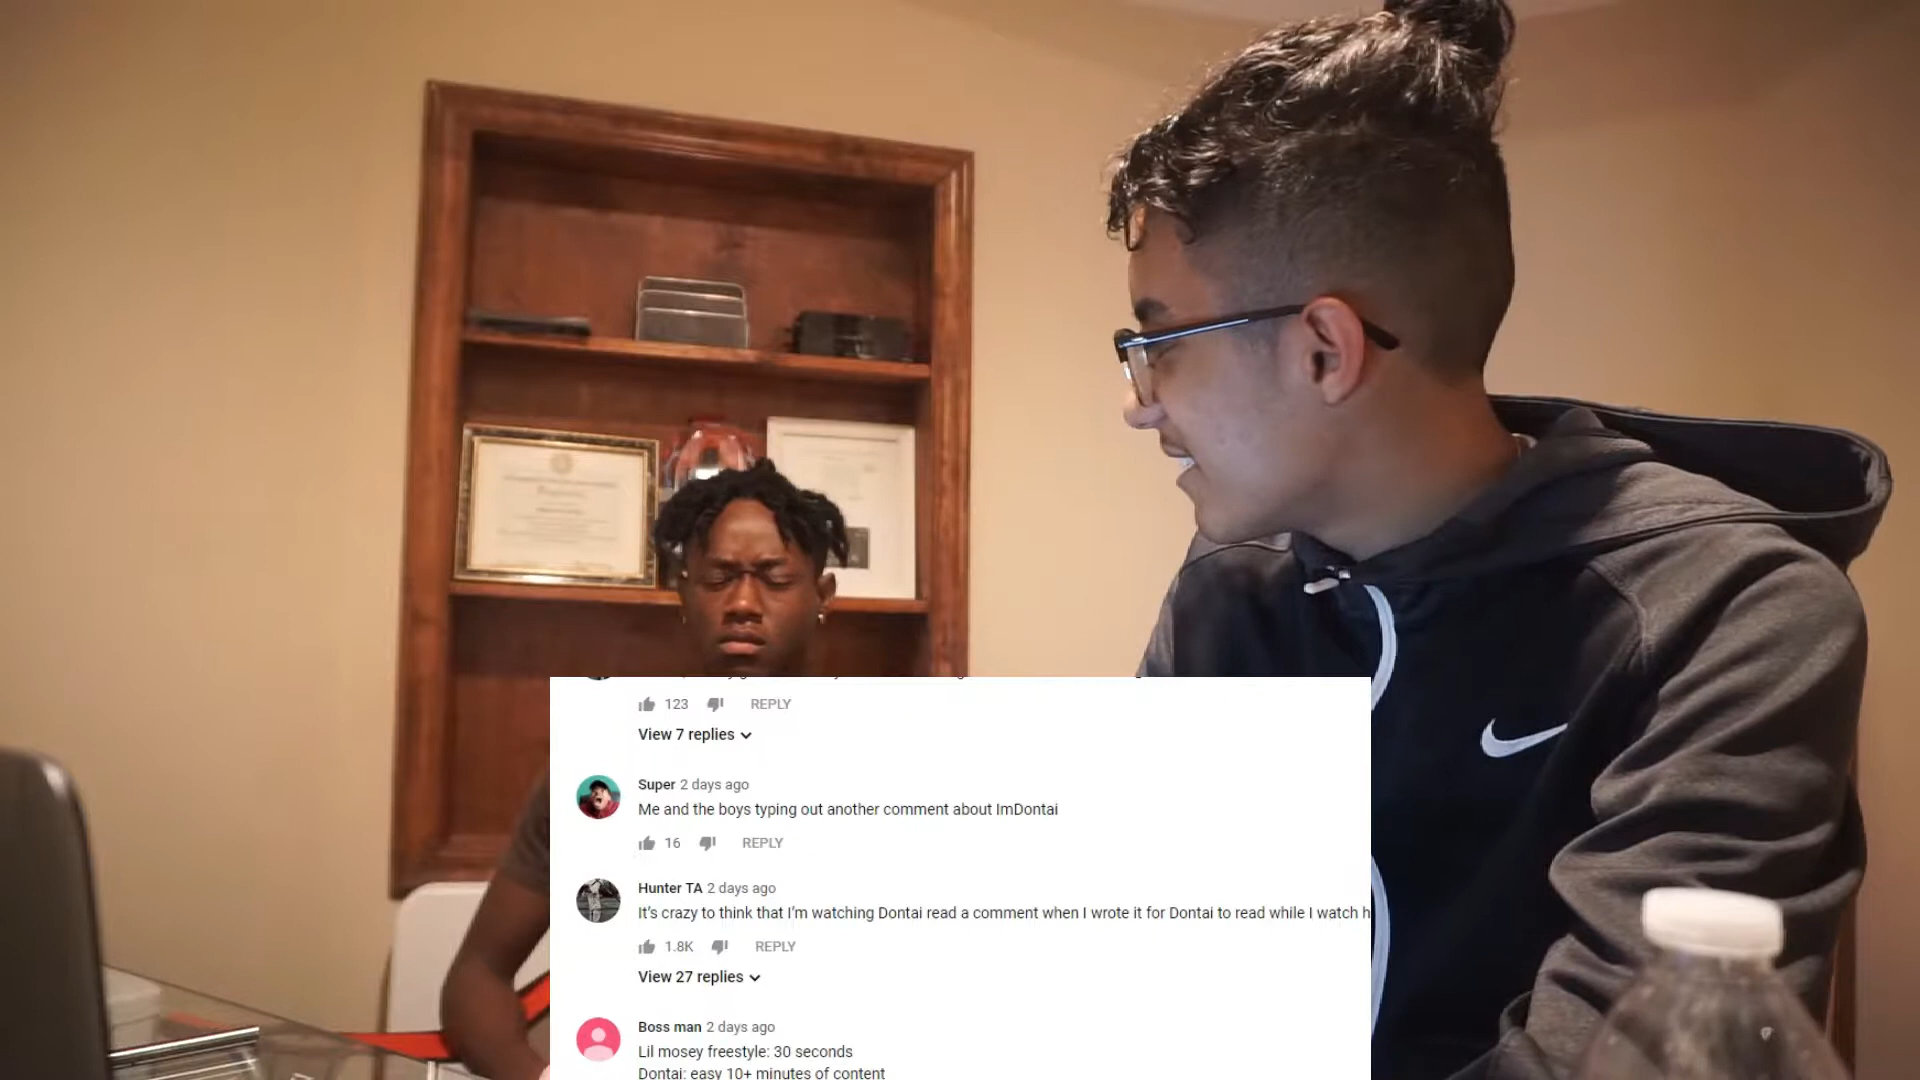 123 REPLY
View 7 replies
Super 2 days ago
Me and the boys typing out another comment about ImDontai
16 REPLY
Hunter TA 2 days ago
It's crazy to think that I'm watching Dontai read a comment when I wrote it for Dontai to read while I watch h
1.8K REPLY
View 27 replies
Boss man 2 days ago
Lil mosey freestyle: 30 seconds
Dontai: easy 10+ minutes of content